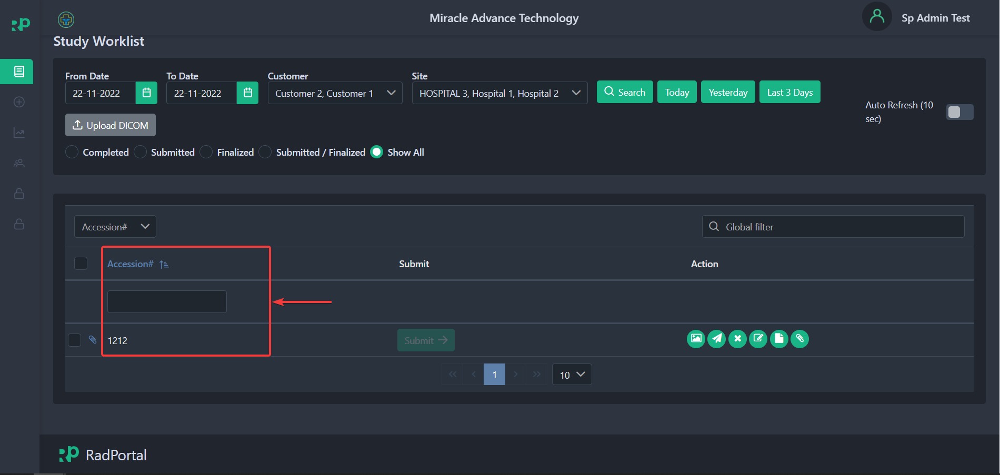 Miracle Advance Technology
Sp Admin Test
Study Worklist
From Date
To Date
Customer
Site
22-11-2022
22-11-2022
Customer 2, Customer 1
HOSPITAL 3, Hospital 1, Hospital 2
Search
Today
Yesterday
Last 3 Days
Auto Refresh (10
sec)
Upload DICOM
Completed
Submitted
Finalized
Submitted / Finalized
Show All
Accession#
Global filter
Accession#
Submit
Action
1212
Submit
1
10
RadPortal